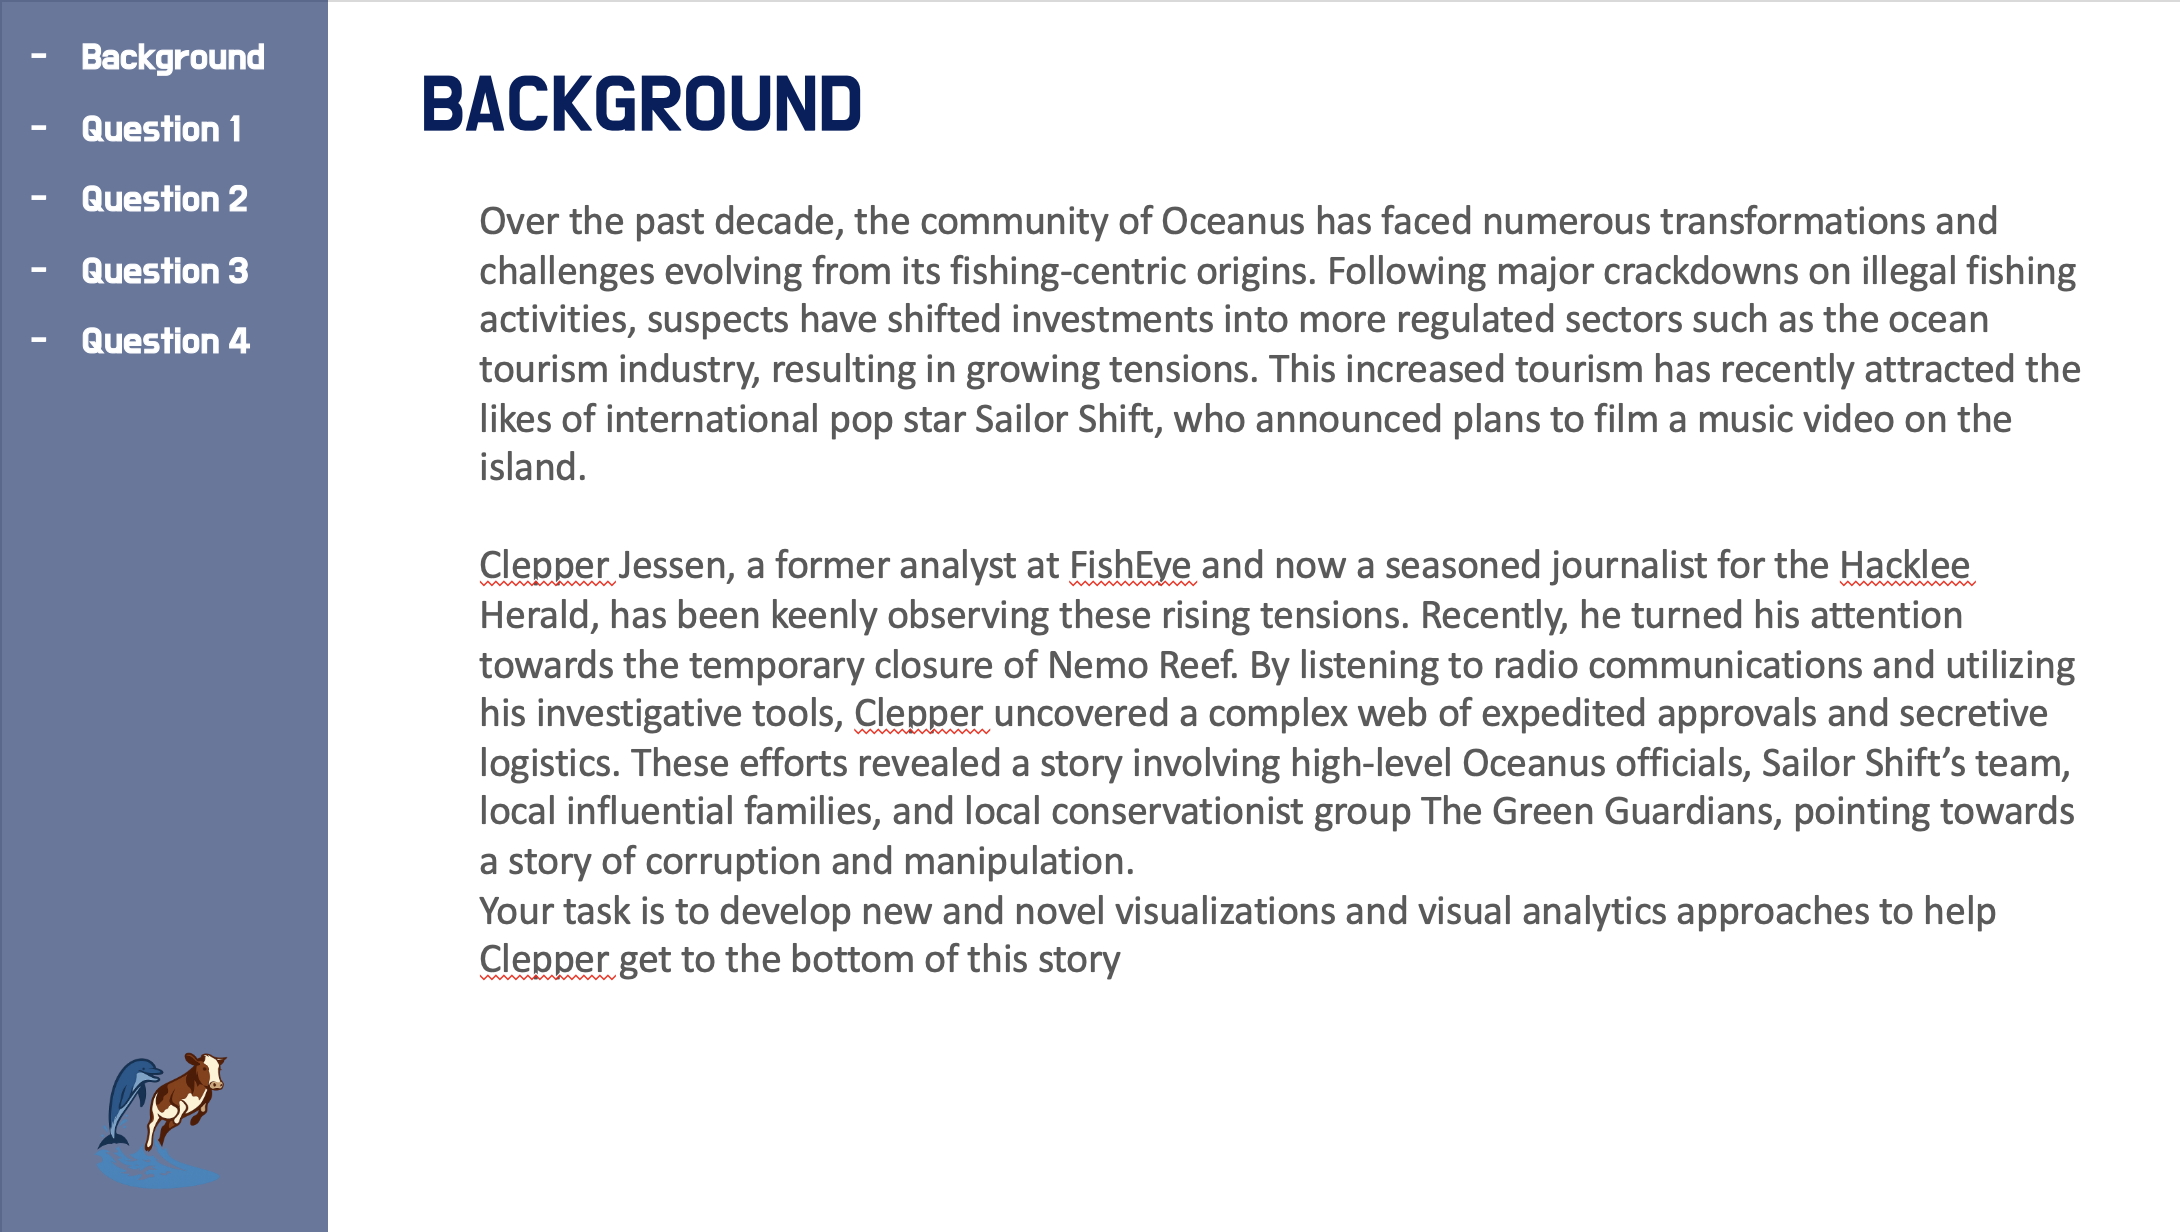 - Background
- Question 1
- Question 2
- Question 3
- Question 4
BACKGROUND
Over the past decade, the community of Oceanus has faced numerous transformations and
challenges evolving from its fishing-centric origins. Following major crackdowns on illegal fishing
activities, suspects have shifted investments into more regulated sectors such as the ocean
tourism industry, resulting in growing tensions. This increased tourism has recently attracted the
likes of international pop star Sailor Shift, who announced plans to film a music video on the
island.
Clepper Jessen, a former analyst at FishEye and now a seasoned journalist for the Hacklee
Herald, has been keenly observing these rising tensions. Recently, he turned his attention
towards the temporary closure of Nemo Reef. By listening to radio communications and utilizing
his investigative tools, Clepper uncovered a complex web of expedited approvals and secretive
logistics. These efforts revealed a story involving high-level Oceanus officials, Sailor Shift’s team,
local influential families, and local conservationist group The Green Guardians, pointing towards
a story of corruption and manipulation.
Your task is to develop new and novel visualizations and visual analytics approaches to help
Clepper get to the bottom of this story